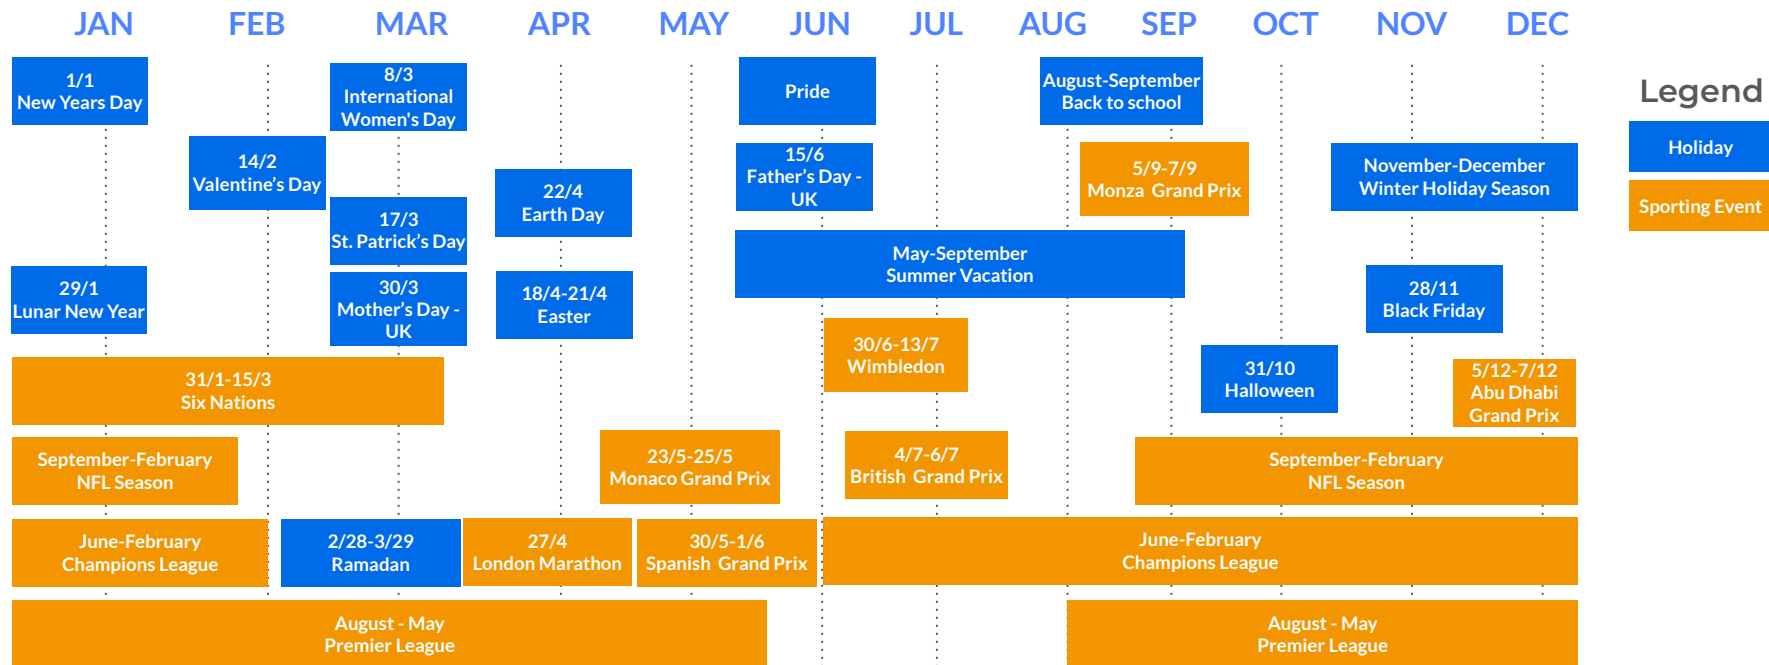 JAN FEB MAR APR MAY JUN JUL AUG SEP OCT NOV DEC
1/1
New Years Day
8/3
International
Women's Day
Pride
August-September
Back to school
Legend
Holiday
Sporting Event
14/2
Valentine's Day
15/6
Father's Day -
UK
5/9-7/9
Monza Grand Prix
November-December
Winter Holiday Season
22/4
Earth Day
17/3
St. Patrick's Day
May-September
Summer Vacation
29/1
Lunar New Year
30/3
Mother's Day -
UK
18/4-21/4
Easter
28/11
Black Friday
30/6-13/7
Wimbledon
31/10
Halloween
31/1-15/3
Six Nations
5/12-7/12
Abu Dhabi
Grand Prix
September-February
NFL Season
23/5-25/5
Monaco Grand Prix
4/7-6/7
British Grand Prix
September-February
NFL Season
June-February
Champions League
2/28-3/29
Ramadan
27/4
London Marathon
30/5-1/6
Spanish Grand Prix
June-February
Champions League
August - May
Premier League
August - May
Premier League